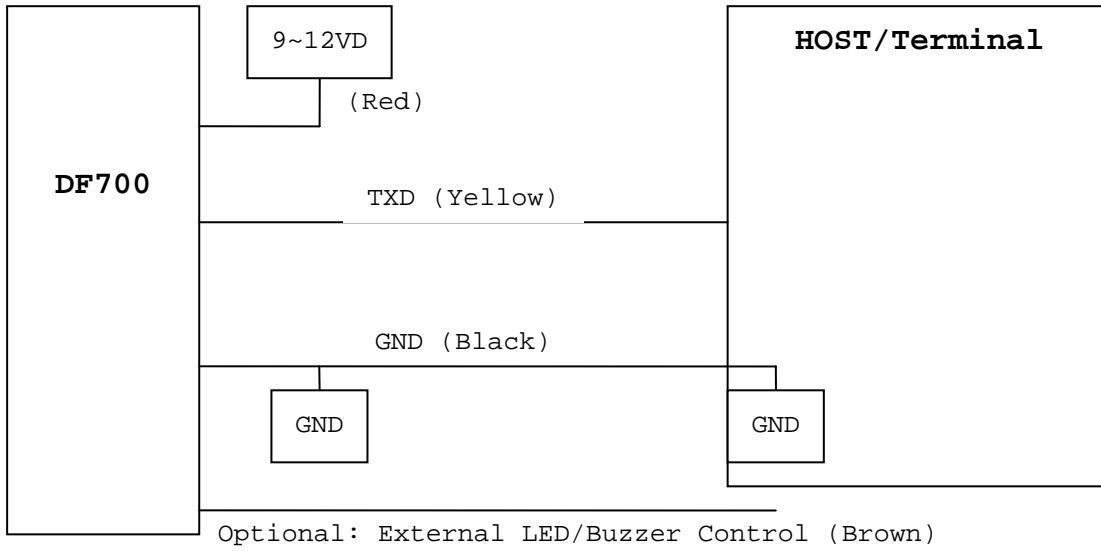 9~12VD
HOST/Terminal
(Red)
DF700
TXD (Yellow)
GND (Black)
GND
GND
Optional: External LED/Buzzer Control (Brown)